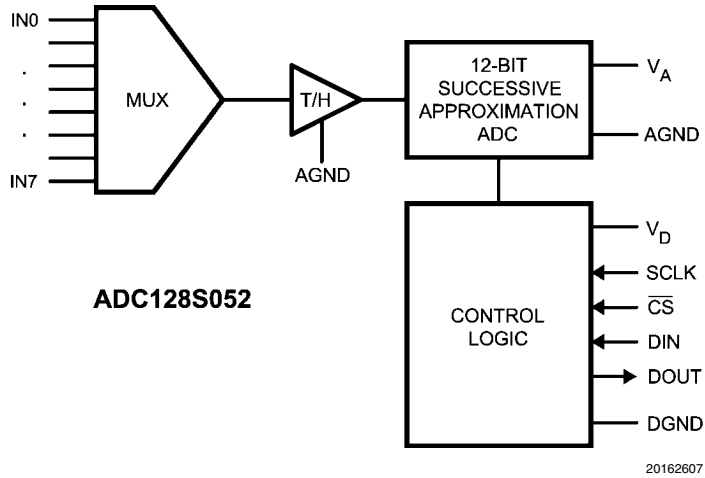 IN0
.
.
.
.
IN7
MUX
T/H
AGND
12-BIT
SUCCESSIVE
APPROXIMATION
ADC
V_A
AGND
CONTROL
LOGIC
V_D
SCLK
C̅S̅
DIN
DOUT
DGND
ADC128S052
20162607